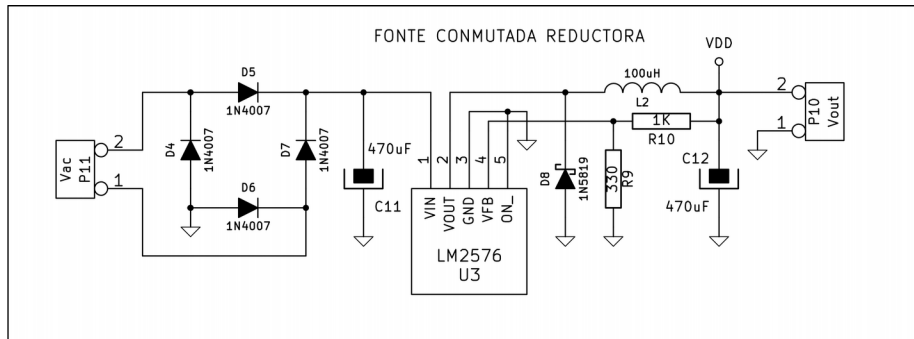 FONTE CONMUTADA REDUCTORA
VDD
D5
1N4007
100uH
L2
2
P10
Vout
1
2
Vac
P11
1
D4
1N4007
D7
1N4007
470uF
C11
1K
R10
D6
1N4007
1
2
3
4
5
VIN
VOUT
GND
VFB
ON_
LM2576
U3
D8
1N5819
330
R9
C12
470uF